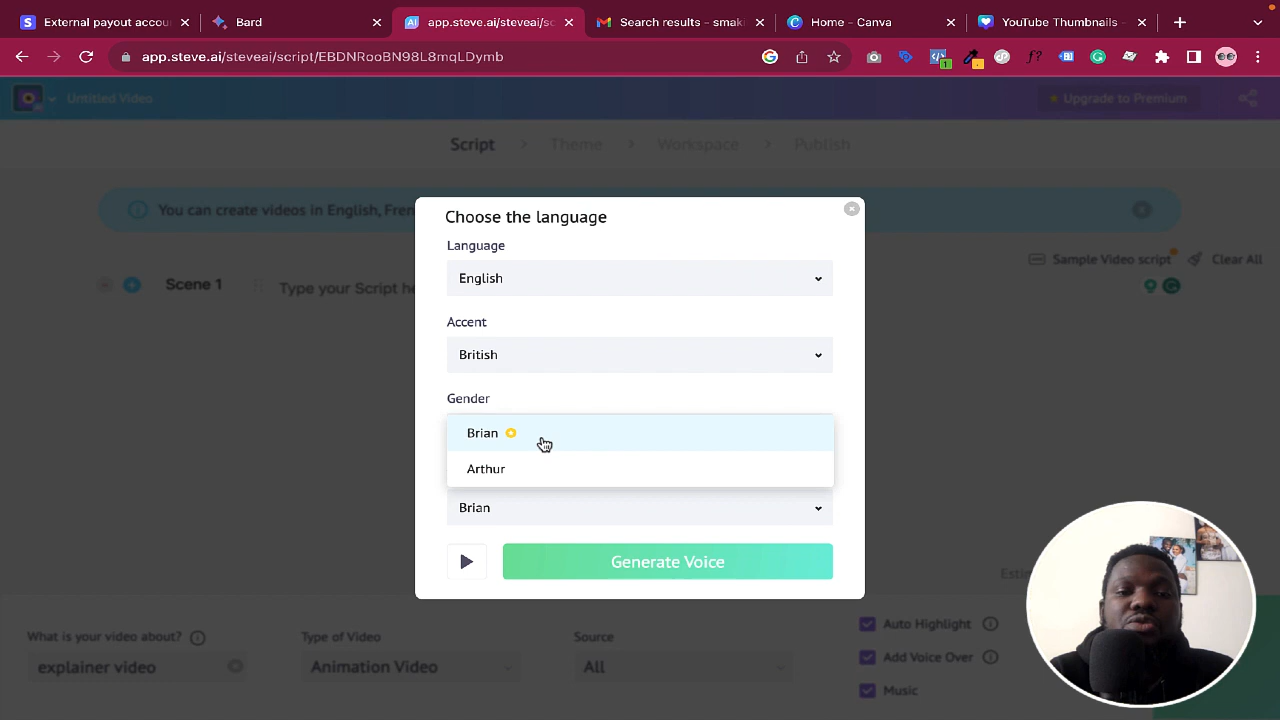 External payout accou
Bard
app.steve.ai/steveai/sc
Search results – smaki
Home - Canva
YouTube Thumbnails -
app.steve.ai/steveai/script/EBDNRooBN98L8mqLDymb
Untitled Video
Upgrade to Premium
Script > Theme > Workspace > Publish
You can create videos in English, Fren
Sample Video script
Clear All
Scene 1
Type your Script he
Choose the language
Language
English
Accent
British
Gender
Brian
Arthur
Brian
Generate Voice
Estim
What is your video about?
explainer video
Type of Video
Animation Video
Source
All
Auto Highlight
Add Voice Over
Music